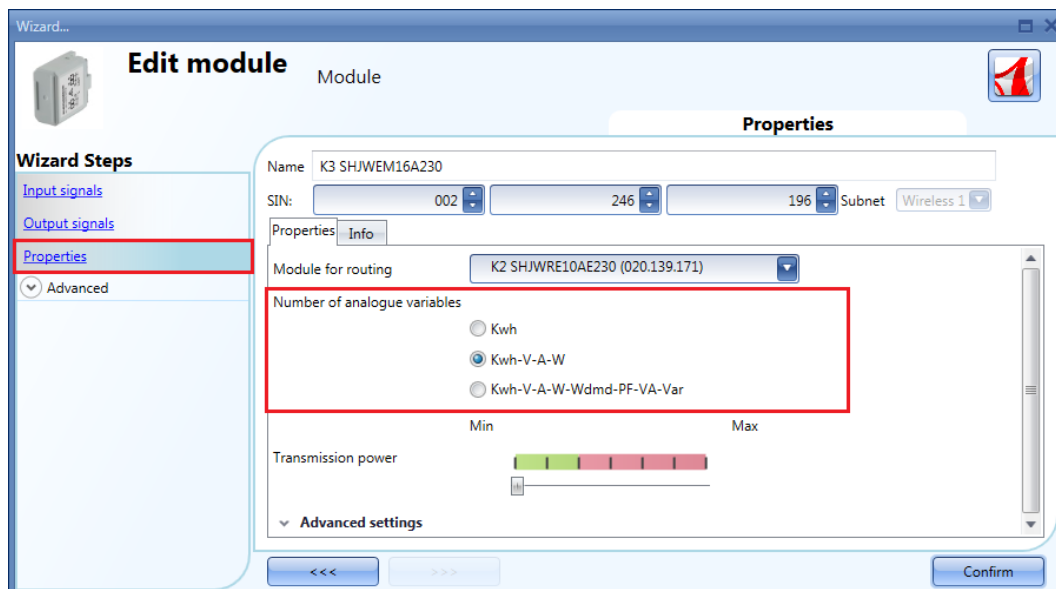 Wizard...
Edit module
Module
Properties
Wizard Steps
Input signals
Output signals
Properties
Advanced
Name K3 SHJWEM16A230
SIN: 002 246 196 Subnet Wireless 1
Properties Info
Module for routing K2 SHJWRE10AE230 (020.139.171)
Number of analogue variables
Kwh
Kwh-V-A-W
Kwh-V-A-W-Wdmd-PF-VA-Var
Min Max
Transmission power
Advanced settings
<<< >>> Confirm